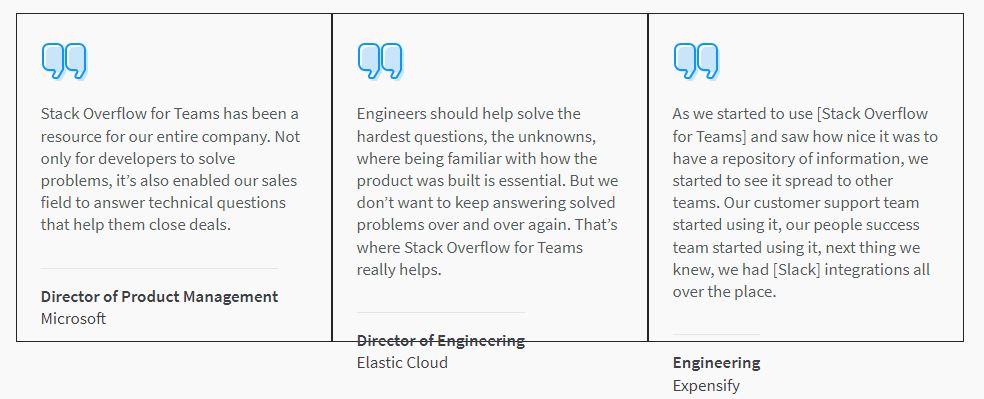 Stack Overflow for Teams has been a
resource for our entire company. Not
only for developers to solve
problems, it’s also enabled our sales
field to answer technical questions
that help them close deals.
Director of Product Management
Microsoft
Engineers should help solve the
hardest questions, the unknowns,
where being familiar with how the
product was built is essential. But we
don’t want to keep answering solved
problems over and over again. That’s
where Stack Overflow for Teams
really helps.
Director of Engineering
Elastic Cloud
As we started to use [Stack Overflow
for Teams] and saw how nice it was to
have a repository of information, we
started to see it spread to other
teams. Our customer support team
started using it, our people success
team started using it, next thing we
knew, we had [Slack] integrations all
over the place.
Engineering
Expensify